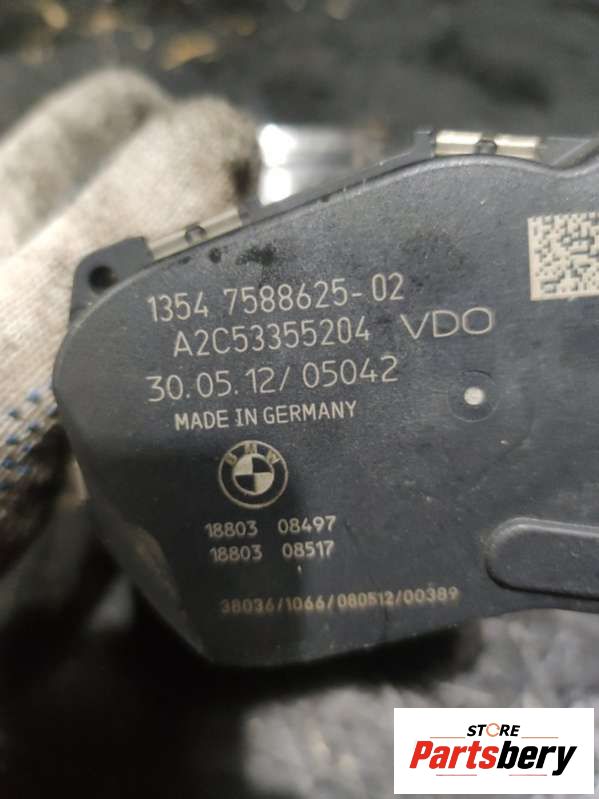 1354 7588625-02
A2C53355204 VDO
30.05.12/05042
MADE IN GERMANY
BMW
18803 08497
18803 08517
38036/1066/080512/00389
STORE
Partsbery